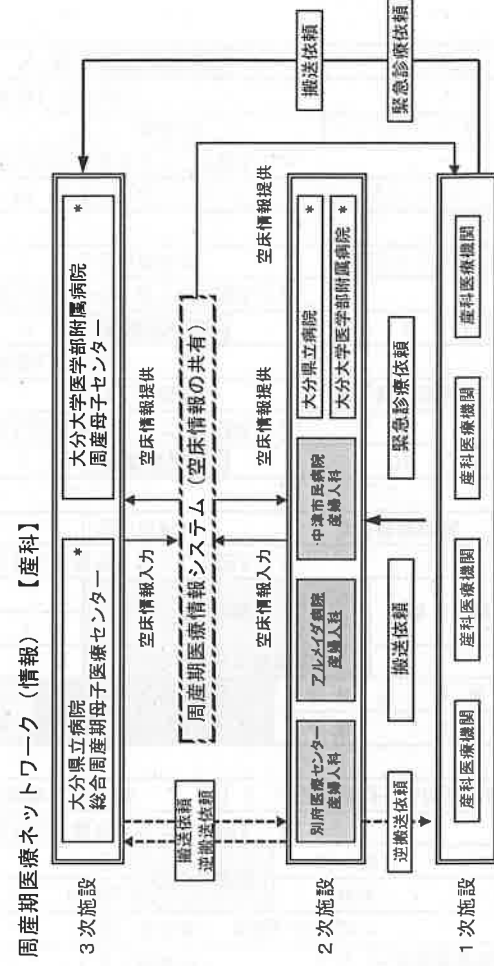 周産期医療ネットワーク（情報） 【産科】
3次施設
大分県立病院
総合周産期母子医療センター
*
大分大学医学部附属病院
周産母子センター
*
搬送依頼
逆搬送依頼
空床情報入力
空床情報提供
周産期医療情報システム（空床情報の共有）
空床情報入力
空床情報提供
空床情報提供
搬送依頼
緊急診療依頼
2次施設
別府医療センター
産婦人科
アルメイダ病院
産婦人科
中津市民病院
産婦人科
大分県立病院 *
大分大学医学部附属病院 *
逆搬送依頼
搬送依頼
緊急診療依頼
1次施設
産科医療機関
産科医療機関
産科医療機関
産科医療機関